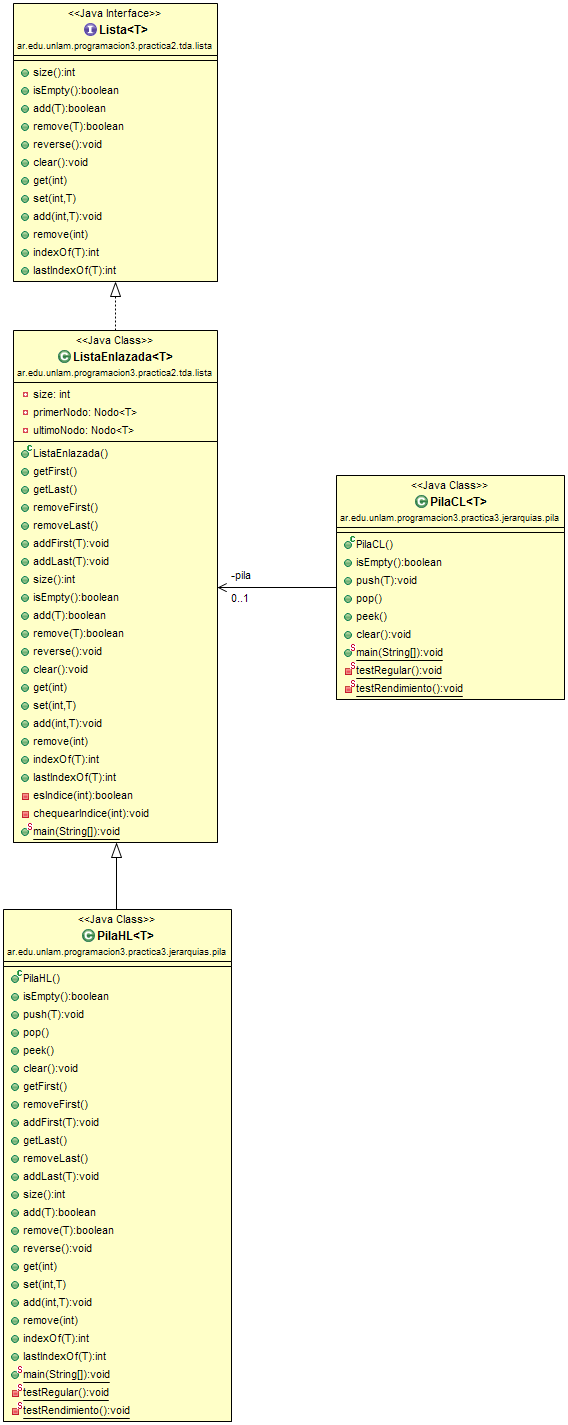 <<Java Interface>>
Lista<T>
ar.edu.unlam.programacion3.practica2.tda.lista
size():int
isEmpty():boolean
add(T):boolean
remove(T):boolean
reverse():void
clear():void
get(int)
set(int,T)
add(int,T):void
remove(int)
indexOf(T):int
lastIndexOf(T):int
<<Java Class>>
ListaEnlazada<T>
ar.edu.unlam.programacion3.practica2.tda.lista
size: int
primerNodo: Nodo<T>
ultimoNodo: Nodo<T>
ListaEnlazada()
getFirst()
getLast()
removeFirst()
removeLast()
addFirst(T):void
addLast(T):void
size():int
isEmpty():boolean
add(T):boolean
remove(T):boolean
reverse():void
clear():void
get(int)
set(int,T)
add(int,T):void
remove(int)
indexOf(T):int
lastIndexOf(T):int
esIndice(int):boolean
chequearIndice(int):void
main(String[]):void
-pila
0..1
<<Java Class>>
PilaCL<T>
ar.edu.unlam.programacion3.practica3.jerarquias.pila
PilaCL()
isEmpty():boolean
push(T):void
pop()
peek()
clear():void
main(String[]):void
testRegular():void
testRendimiento():void
<<Java Class>>
PilaHL<T>
ar.edu.unlam.programacion3.practica3.jerarquias.pila
PilaHL()
isEmpty():boolean
push(T):void
pop()
peek()
clear():void
getFirst()
removeFirst()
addFirst(T):void
getLast()
removeLast()
addLast(T):void
size():int
add(T):boolean
remove(T):boolean
reverse():void
get(int)
set(int,T)
add(int,T):void
remove(int)
indexOf(T):int
lastIndexOf(T):int
main(String[]):void
testRegular():void
testRendimiento():void